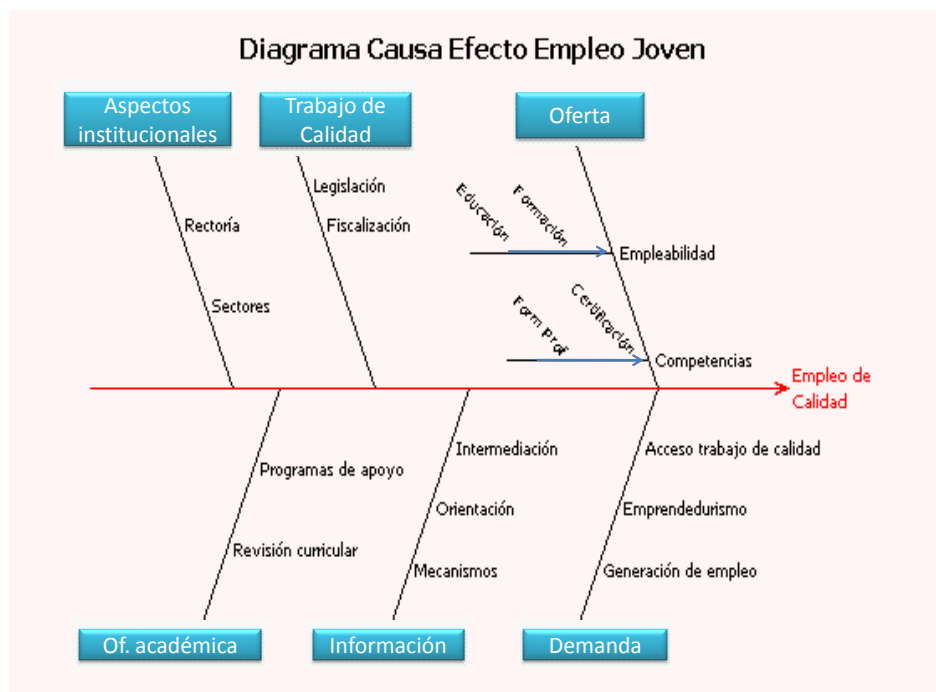 Diagrama Causa Efecto Empleo Joven
Aspectos
institucionales
Trabajo de
Calidad
Oferta
Legislación
Fiscalización
Rectoría
Sectores
Educación
Formación
Empleabilidad
Form prof
Certificación
Competencias
Empleo de
Calidad
Programas de apoyo
Revisión curricular
Intermediación
Orientación
Mecanismos
Acceso trabajo de calidad
Emprendedurismo
Generación de empleo
Of. académica
Información
Demanda